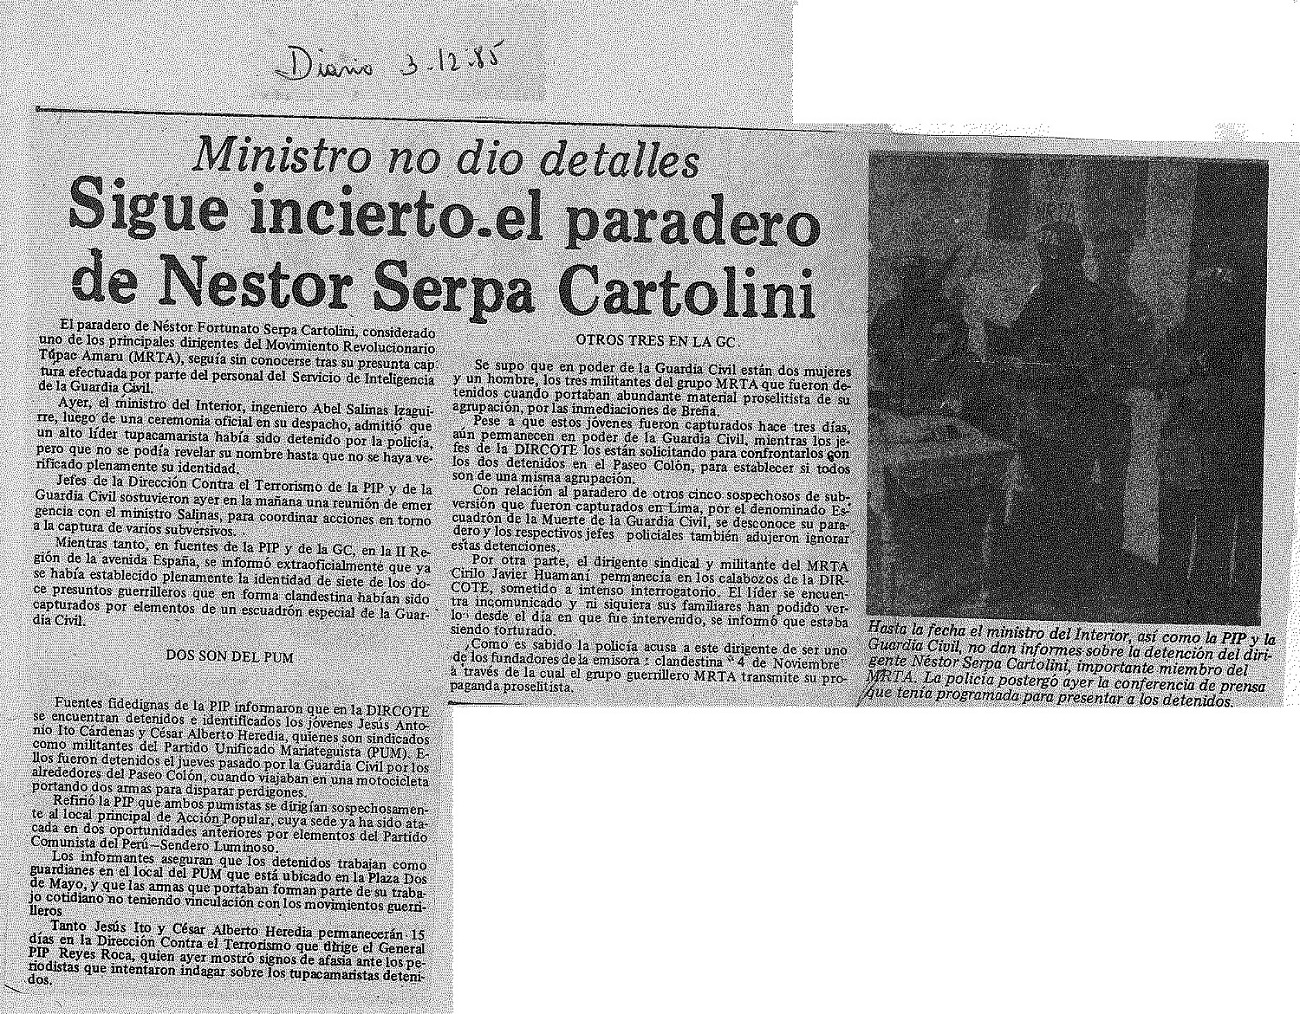 Diario 3.12.85
Ministro no dio detalles
Sigue incierto el paradero
de Nestor Serpa Cartolini
El paradero de Néstor Fortunato Serpa Cartolini, considerado
uno de los principales dirigentes del Movimiento Revolucionario
Túpac Amaru (MRTA), seguía sin conocerse tras su presunta cap
tura efectuada por parte del personal del Servicio de Inteligencia
de la Guardia Civil.
Ayer, el ministro del Interior, ingeniero Abel Salinas Izagui-
rre, luego de una ceremonia oficial en su despacho, admitió que
un alto líder tupacamarista había sido detenido por la policía,
pero que no se podía revelar su nombre hasta que no se haya ve-
rificado plenamente su identidad.
Jefes de la Dirección Contra el Terrorismo de la PIP y de la
Guardia Civil sostuvieron ayer en la mañana una reunión de emer
gencia con el ministro Salinas, para coordinar acciones en torno
a la captura de varios subversivos.
Mientras tanto, en fuentes de la PIP y de la GC, en la II Re-
gión de la avenida España, se informó extraoficialmente que ya
se había establecido plenamente la identidad de siete de los do-
ce presuntos guerrilleros que en forma clandestina habían sido
capturados por elementos de un escuadrón especial de la Guar-
dia Civil.
DOS SON DEL PUM
Fuentes fidedignas de la PIP informaron que en la DIRCOTE
se encuentran detenidos e identificados los jóvenes Jesús Anto-
nio Ito Cárdenas y César Alberto Heredia, quienes son sindicados
como militantes del Partido Unificado Mariateguista (PUM). E-
llos fueron detenidos el jueves pasado por la Guardia Civil por los
alrededores del Paseo Colón, cuando viajaban en una motocicleta
portando dos armas para disparar perdigones.
Refirió la PIP que ambos pumistas se dirigían sospechosamen-
te al local principal de Acción Popular, cuya sede ya ha sido ata-
cada en dos oportunidades anteriores por elementos del Partido
Comunista del Perú—Sendero Luminoso.
Los informantes aseguran que los detenidos trabajan como
guardianes en el local del PUM que está ubicado en la Plaza Dos
de Mayo, y que las armas que portaban forman parte de su traba-
jo cotidiano no teniendo vinculación con los movimientos guerri-
lleros
Tanto Jesús Ito y César Alberto Heredia permanecerán 15
días en la Dirección Contra el Terrorismo que dirige el General
PIP Reyes Roca, quien ayer mostró signos de afasia ante los pe-
riodistas que intentaron indagar sobre los tupacamaristas deteni-
dos.
OTROS TRES EN LA GC
Se supo que en poder de la Guardia Civil están dos mujeres
y un hombre, los tres militantes del grupo MRTA que fueron de-
tenidos cuando portaban abundante material proselitista de su
agrupación, por las inmediaciones de Breña.
Pese a que estos jóvenes fueron capturados hace tres días,
aún permanecen en poder de la Guardia Civil, mientras los je-
fes de la DIRCOTE los están solicitando para confrontarlos con
los dos detenidos en el Paseo Colón, para establecer si todos
son de una misma agrupación.
Con relación al paradero de otros cinco sospechosos de sub-
versión que fueron capturados en Lima, por el denominado Es-
cuadrón de la Muerte de la Guardia Civil, se desconoce su para-
dero y los respectivos jefes policiales también adujeron ignorar
estas detenciones.
Por otra parte, el dirigente sindical y militante del MRTA
Cirilo Javier Huamaní permanecía en los calabozos de la DIR-
COTE, sometido a intenso interrogatorio. El líder se encuen-
tra incomunicado y ni siquiera sus familiares han podido ver-
lo desde el día en que fue intervenido, se informó que estaba
siendo torturado.
Como es sabido la policía acusa a este dirigente de ser uno
de los fundadores de la emisora clandestina "4 de Noviembre"
a través de la cual el grupo guerrillero MRTA transmite su pro-
paganda proselitista.
Hasta la fecha el ministro del Interior, así como la PIP y la
Guardia Civil, no dan informes sobre la detención del diri-
gente Néstor Serpa Cartolini, importante miembro del
MRTA. La policía postergó ayer la conferencia de prensa
que tenía programada para presentar a los detenidos.